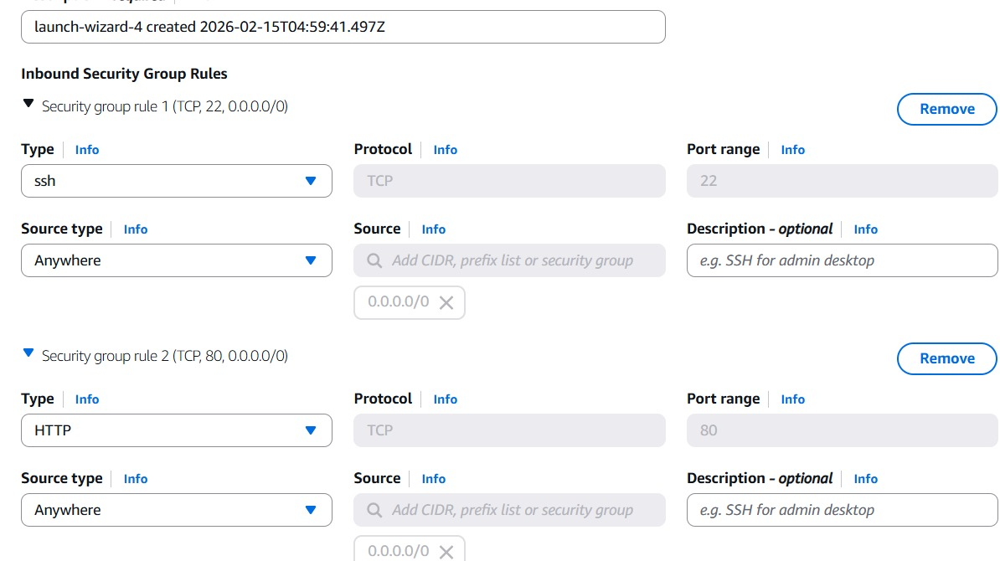 launch-wizard-4 created 2026-02-15T04:59:41.497Z
Inbound Security Group Rules
Security group rule 1 (TCP, 22, 0.0.0.0/0)
Remove
Type Info Protocol Info Port range Info
ssh TCP 22
Source type Info Source Info Description - optional Info
Anywhere Add CIDR, prefix list or security group e.g. SSH for admin desktop
0.0.0.0/0
Security group rule 2 (TCP, 80, 0.0.0.0/0)
Remove
Type Info Protocol Info Port range Info
HTTP TCP 80
Source type Info Source Info Description - optional Info
Anywhere Add CIDR, prefix list or security group e.g. SSH for admin desktop
0.0.0.0/0